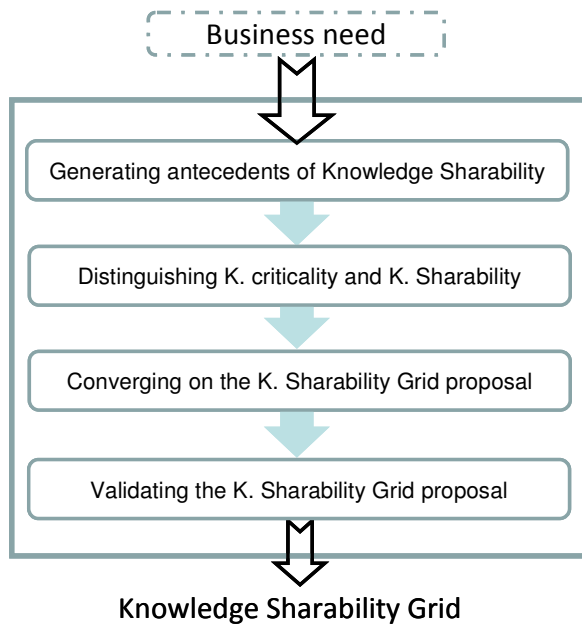 Business need
Generating antecedents of Knowledge Sharability
Distinguishing K. criticality and K. Sharability
Converging on the K. Sharability Grid proposal
Validating the K. Sharability Grid proposal
Knowledge Sharability Grid